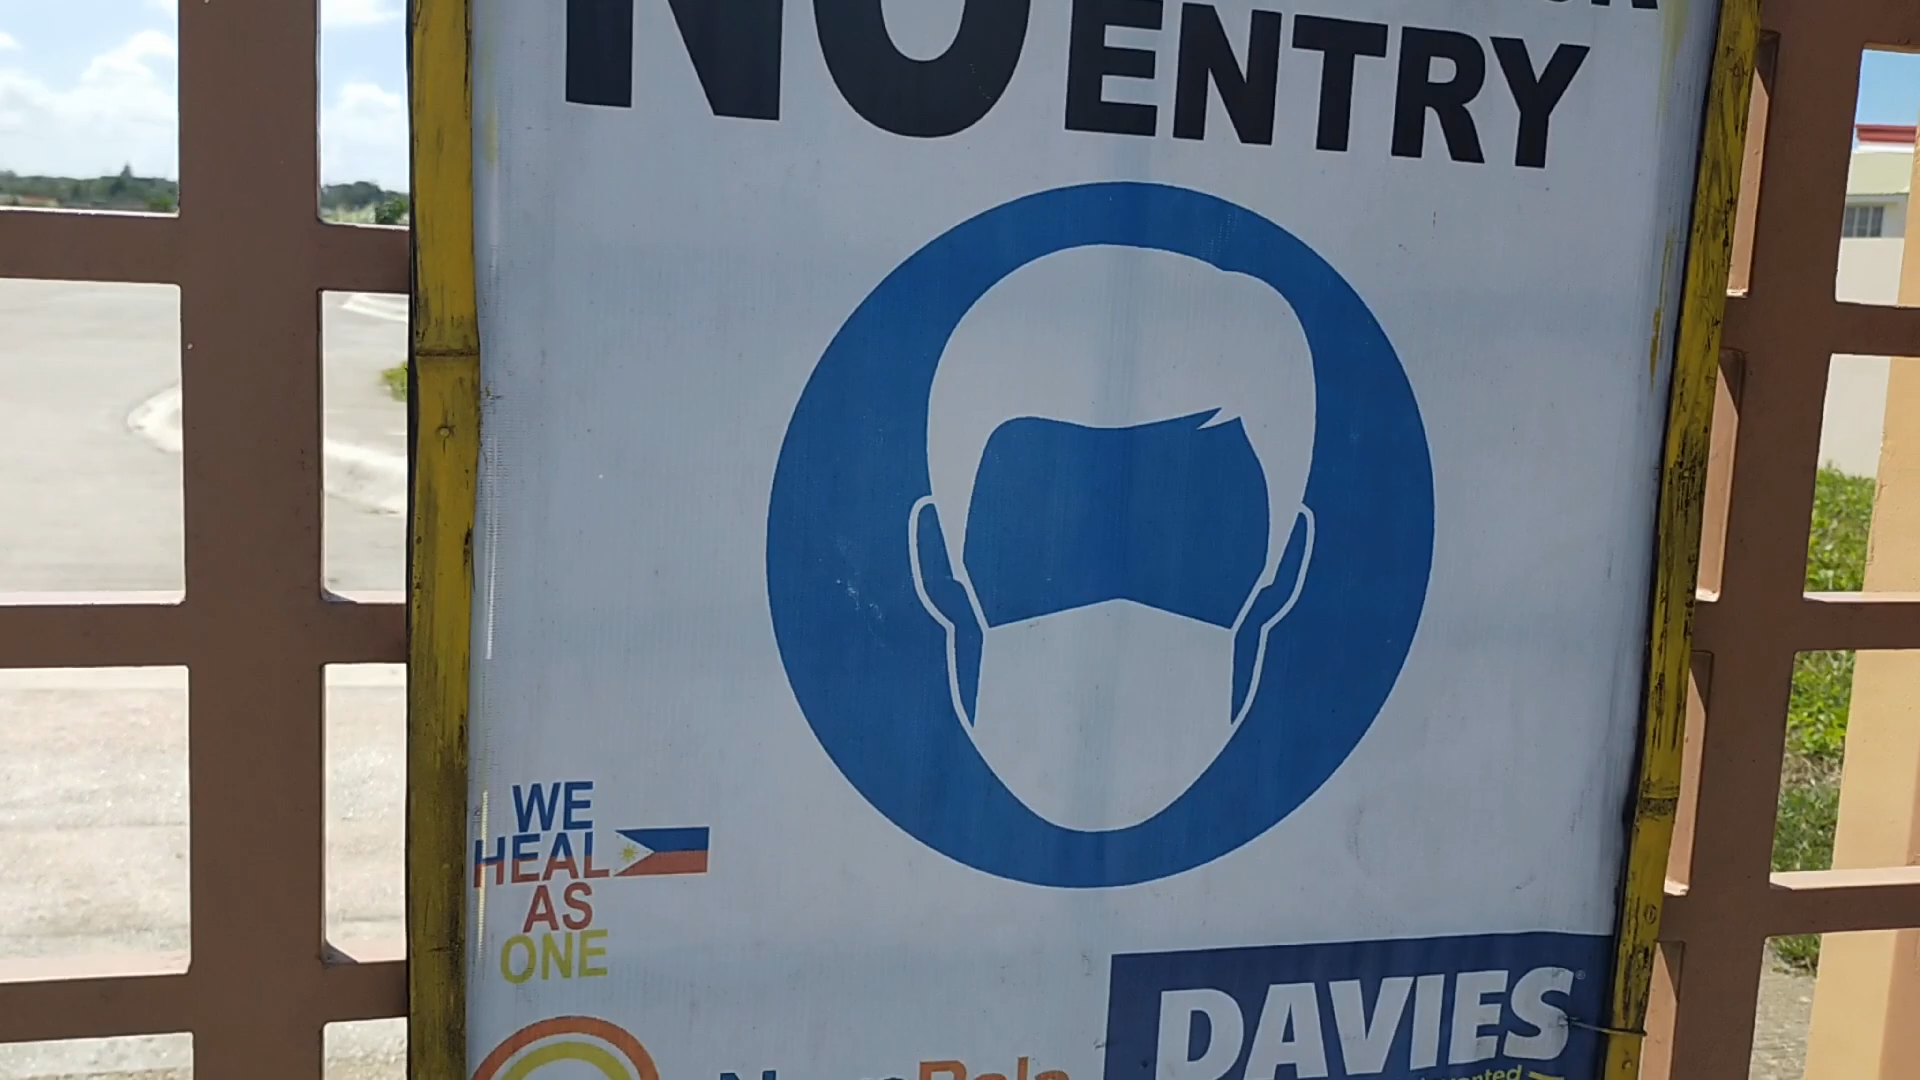 NO
ENTRY
WE
HEAL
AS
ONE
DAVIES